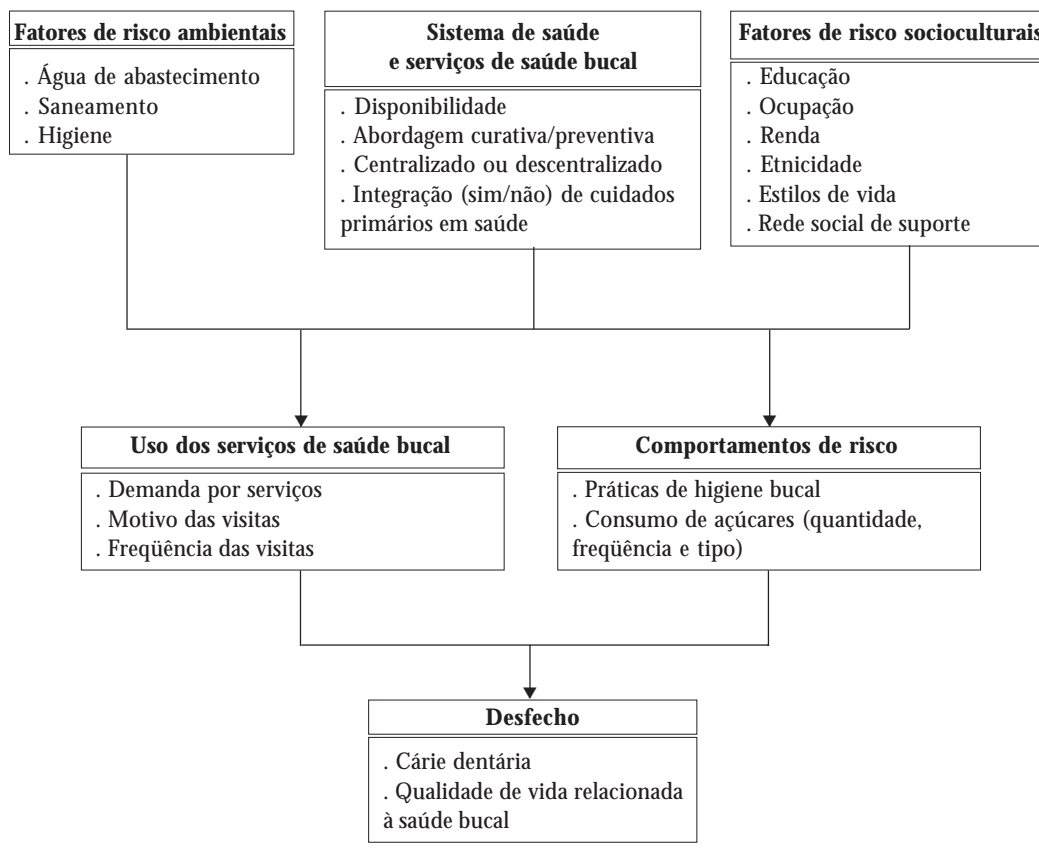 Fatores de risco ambientais
. Água de abastecimento
. Saneamento
. Higiene
Sistema de saúde
e serviços de saúde bucal
. Disponibilidade
. Abordagem curativa/preventiva
. Centralizado ou descentralizado
. Integração (sim/não) de cuidados
primários em saúde
Fatores de risco socioculturais
. Educação
. Ocupação
. Renda
. Etnicidade
. Estilos de vida
. Rede social de suporte
Uso dos serviços de saúde bucal
. Demanda por serviços
. Motivo das visitas
. Freqüência das visitas
Comportamentos de risco
. Práticas de higiene bucal
. Consumo de açúcares (quantidade,
freqüência e tipo)
Desfecho
. Cárie dentária
. Qualidade de vida relacionada
à saúde bucal